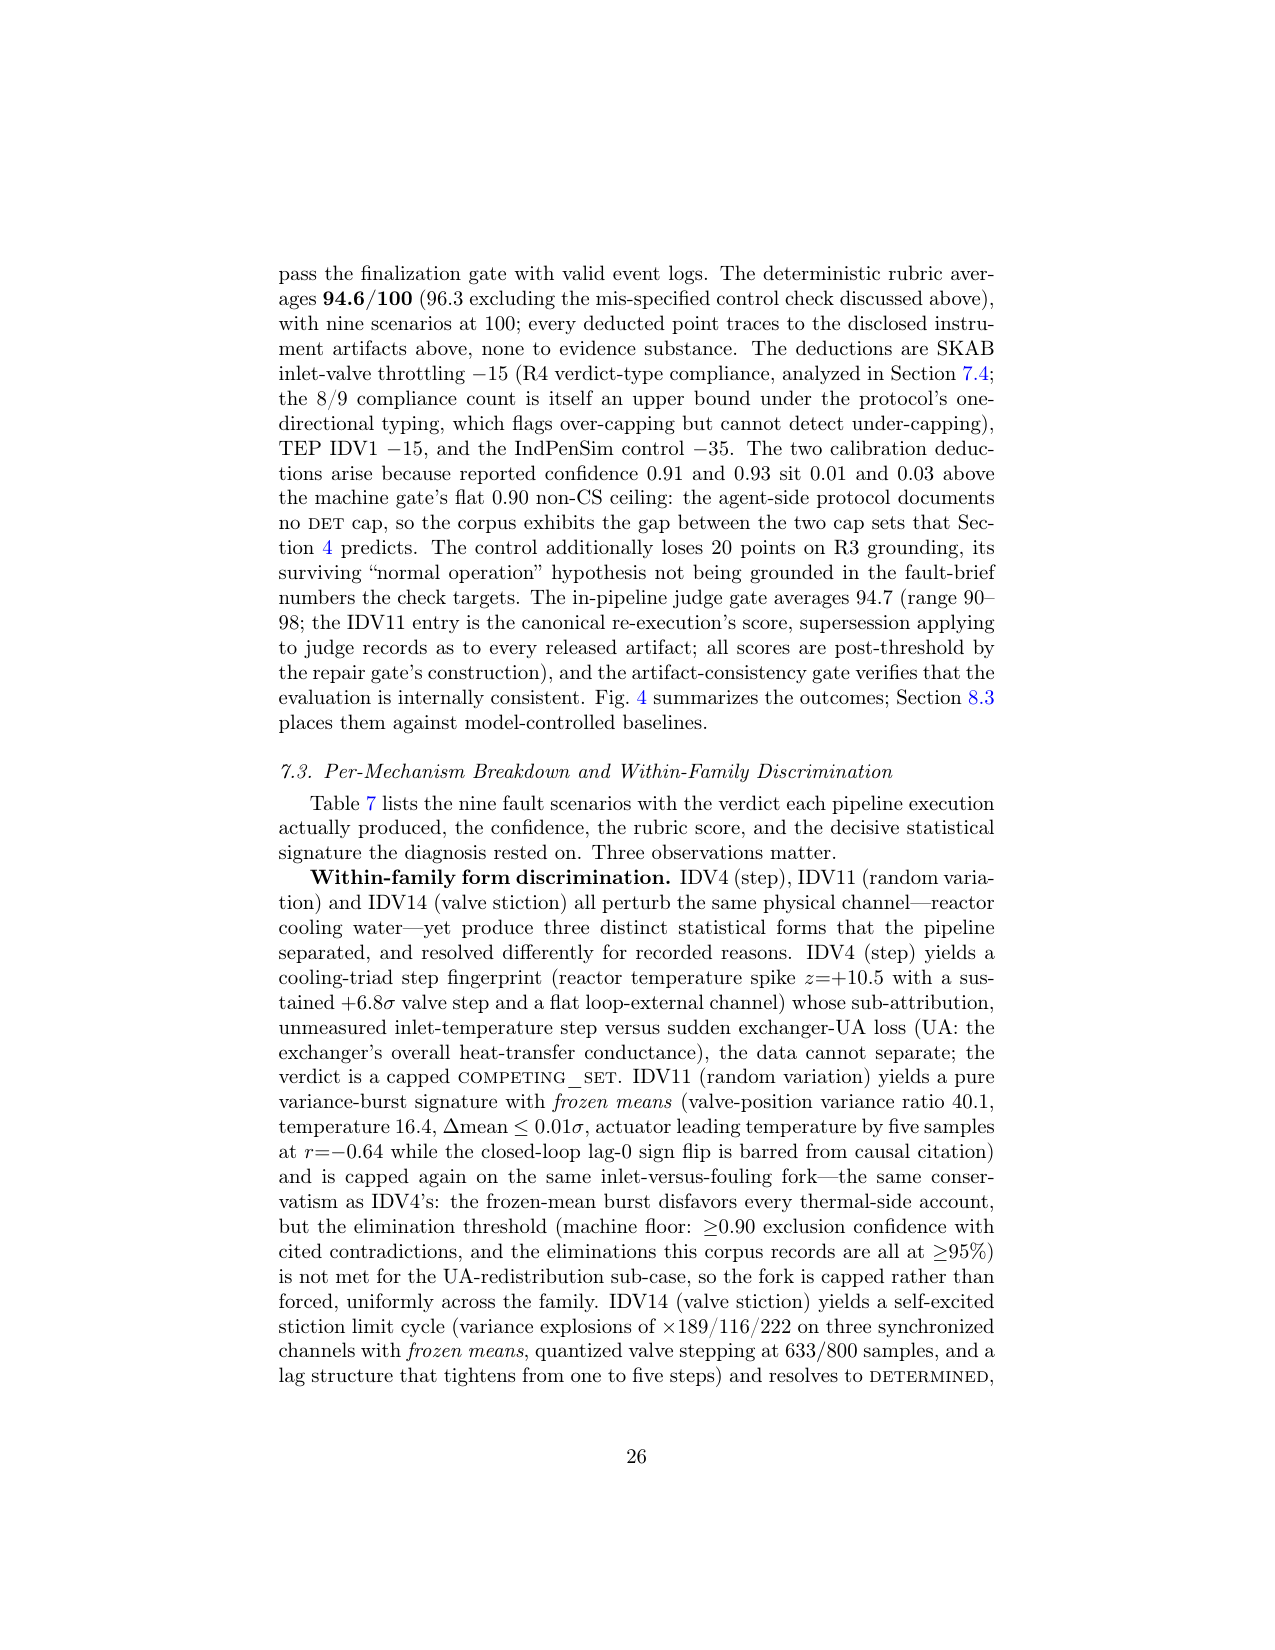 pass the finalization gate with valid event logs. The deterministic rubric aver-
ages 94.6/100 (96.3 excluding the mis-specified control check discussed above),
with nine scenarios at 100; every deducted point traces to the disclosed instru-
ment artifacts above, none to evidence substance. The deductions are SKAB
inlet-valve throttling −15 (R4 verdict-type compliance, analyzed in Section 7.4;
the 8/9 compliance count is itself an upper bound under the protocol's one-
directional typing, which flags over-capping but cannot detect under-capping),
TEP IDV1 −15, and the IndPenSim control −35. The two calibration deduc-
tions arise because reported confidence 0.91 and 0.93 sit 0.01 and 0.03 above
the machine gate's flat 0.90 non-CS ceiling: the agent-side protocol documents
no DET cap, so the corpus exhibits the gap between the two cap sets that Sec-
tion 4 predicts. The control additionally loses 20 points on R3 grounding, its
surviving “normal operation” hypothesis not being grounded in the fault-brief
numbers the check targets. The in-pipeline judge gate averages 94.7 (range 90–
98; the IDV11 entry is the canonical re-execution's score, supersession applying
to judge records as to every released artifact; all scores are post-threshold by
the repair gate's construction), and the artifact-consistency gate verifies that the
evaluation is internally consistent. Fig. 4 summarizes the outcomes; Section 8.3
places them against model-controlled baselines.
7.3. Per-Mechanism Breakdown and Within-Family Discrimination
Table 7 lists the nine fault scenarios with the verdict each pipeline execution
actually produced, the confidence, the rubric score, and the decisive statistical
signature the diagnosis rested on. Three observations matter.
Within-family form discrimination. IDV4 (step), IDV11 (random varia-
tion) and IDV14 (valve stiction) all perturb the same physical channel—reactor
cooling water—yet produce three distinct statistical forms that the pipeline
separated, and resolved differently for recorded reasons. IDV4 (step) yields a
cooling-triad step fingerprint (reactor temperature spike z=+10.5 with a sus-
tained +6.8σ valve step and a flat loop-external channel) whose sub-attribution,
unmeasured inlet-temperature step versus sudden exchanger-UA loss (UA: the
exchanger's overall heat-transfer conductance), the data cannot separate; the
verdict is a capped COMPETING_SET. IDV11 (random variation) yields a pure
variance-burst signature with frozen means (valve-position variance ratio 40.1,
temperature 16.4, Δmean ≤ 0.01σ, actuator leading temperature by five samples
at r=−0.64 while the closed-loop lag-0 sign flip is barred from causal citation)
and is capped again on the same inlet-versus-fouling fork—the same conser-
vatism as IDV4's: the frozen-mean burst disfavors every thermal-side account,
but the elimination threshold (machine floor: ≥0.90 exclusion confidence with
cited contradictions, and the eliminations this corpus records are all at ≥95%)
is not met for the UA-redistribution sub-case, so the fork is capped rather than
forced, uniformly across the family. IDV14 (valve stiction) yields a self-excited
stiction limit cycle (variance explosions of ×189/116/222 on three synchronized
channels with frozen means, quantized valve stepping at 633/800 samples, and a
lag structure that tightens from one to five steps) and resolves to DETERMINED,
26